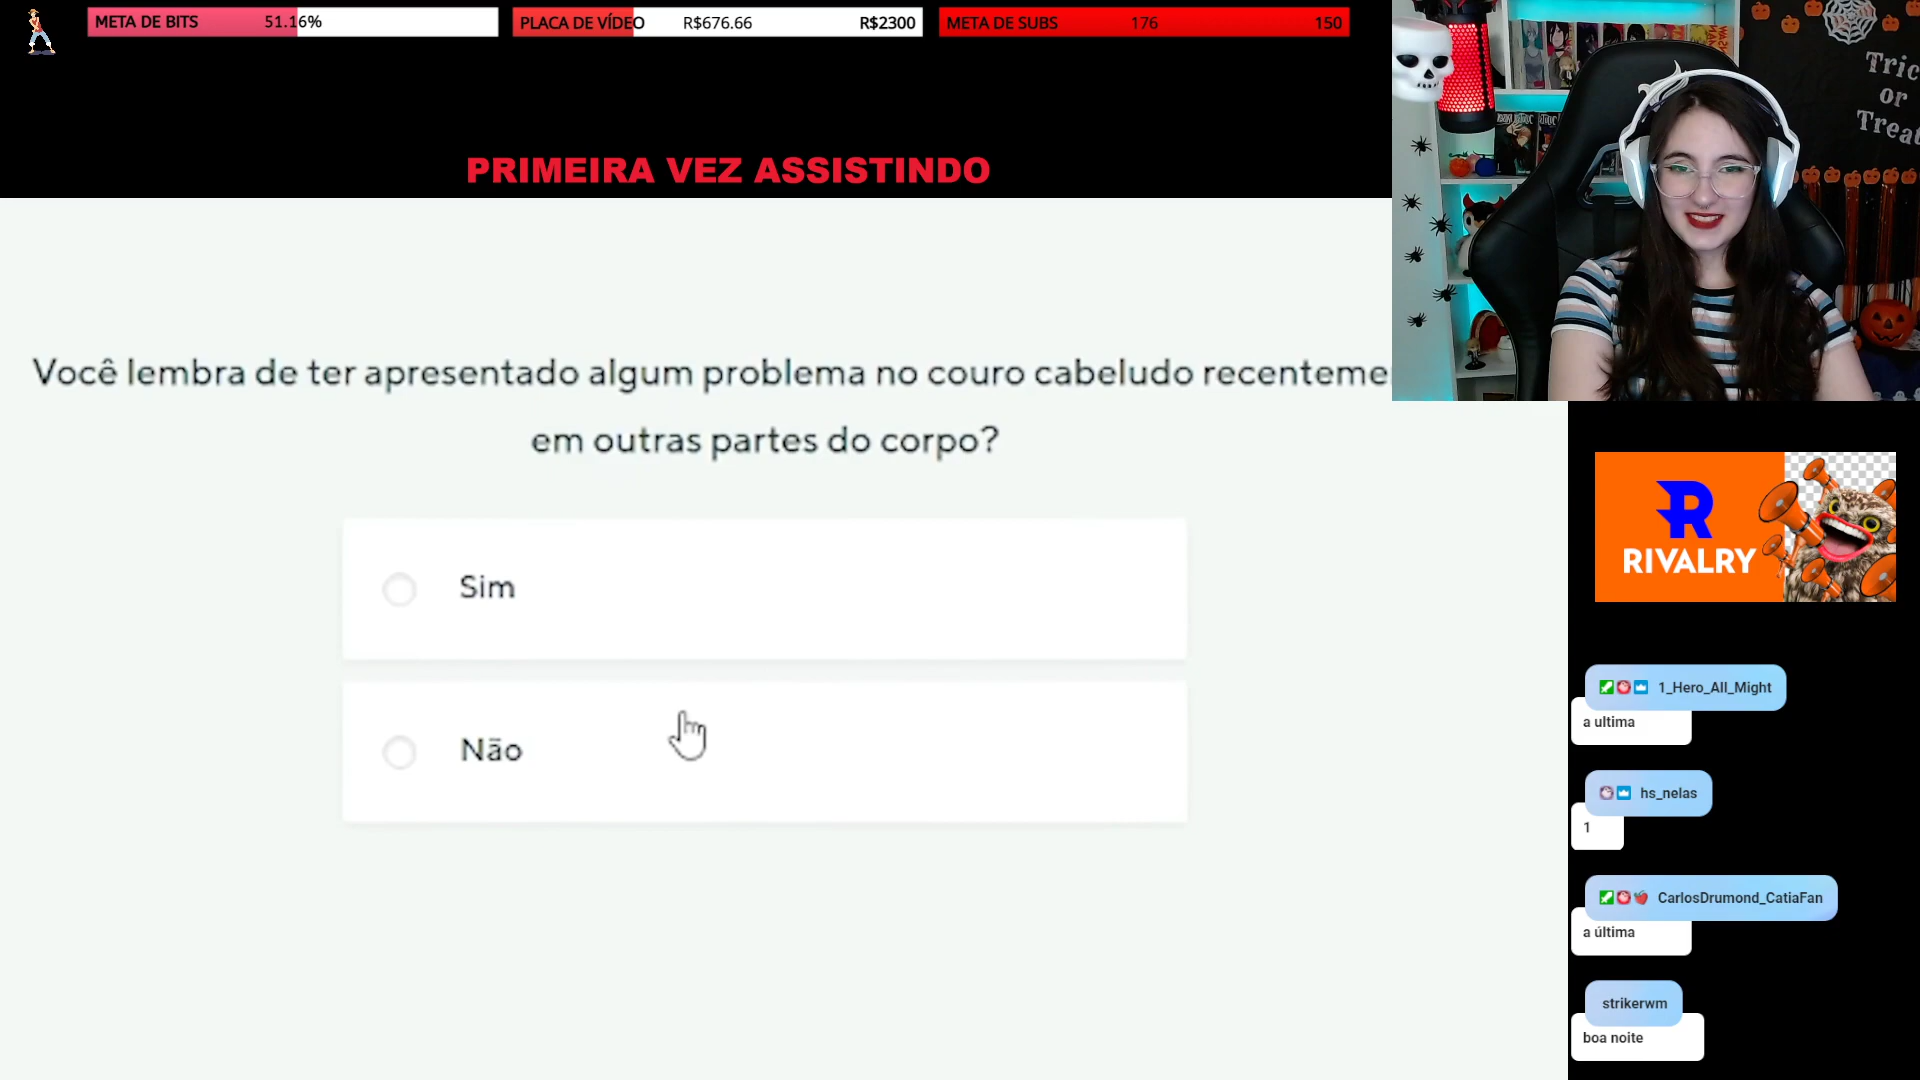 META DE BITS 51.16%
PLACA DE VÍDEO R$676.66 R$2300
META DE SUBS 176 150
PRIMEIRA VEZ ASSISTINDO
Você lembra de ter apresentado algum problema no couro cabeludo
em outras partes do corpo?
Sim
Não
Tric
or
Treat
RIVALRY
1_Hero_All_Might
a ultima
hs_nelas
1
CarlosDrumond_CatiaFan
a última
strikerwm
boa noite